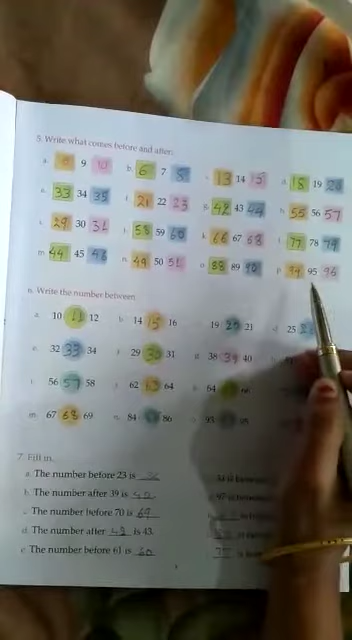 5. Write what comes before and after:
a. 8 9 10 b. 6 7 8 c. 13 14 15 d. 18 19 20
e. 33 34 35 f. 21 22 23 g. 42 43 44 h. 55 56 57
i. 29 30 31 j. 58 59 60 k. 66 67 68 l. 77 78 79
m. 44 45 46 n. 49 50 51 o. 88 89 90 p. 94 95 96
6. Write the number between:
a. 10 11 12 b. 14 15 16 19 20 21 25
e. 32 33 34 f. 29 30 31 g. 38 39 40
i. 56 57 58 j. 62 63 64 64
m. 67 68 69 n. 84 86 93 95
7. Fill in.
a. The number before 23 is
b. The number after 39 is 40
c. The number before 70 is 69
d. The number after 42 is 43.
e. The number before 61 is 60